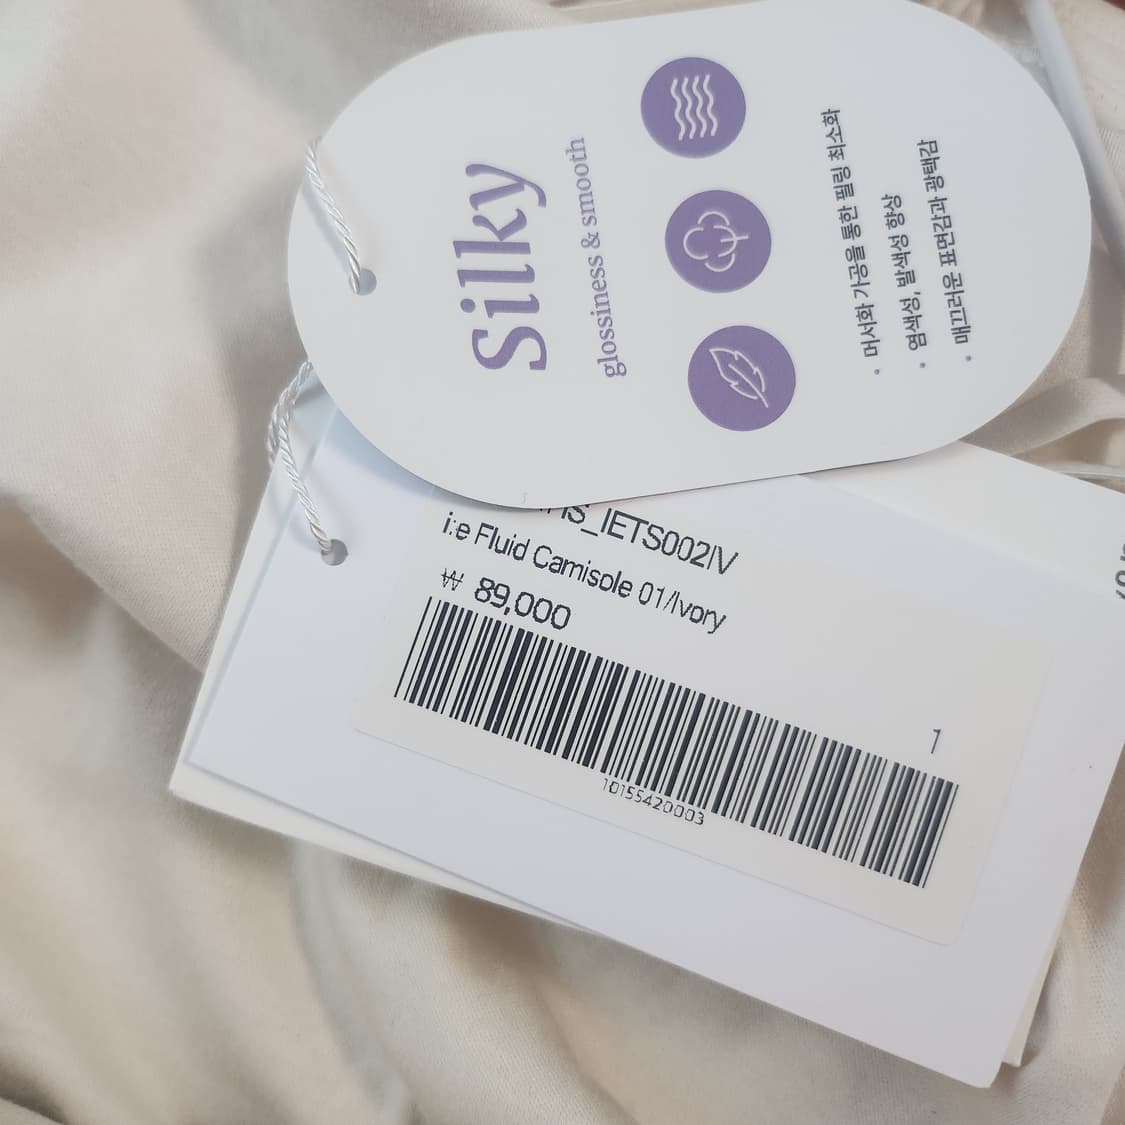 Silky
glossiness & smooth
• 머서화 가공을 통한 필링 최소화
• 염색성, 발색성 향상
• 매끄러운 표면감과 광택감
IS_IETS002IV
i:e Fluid Camisole 01/Ivory
₩ 89,000
1
10155420003